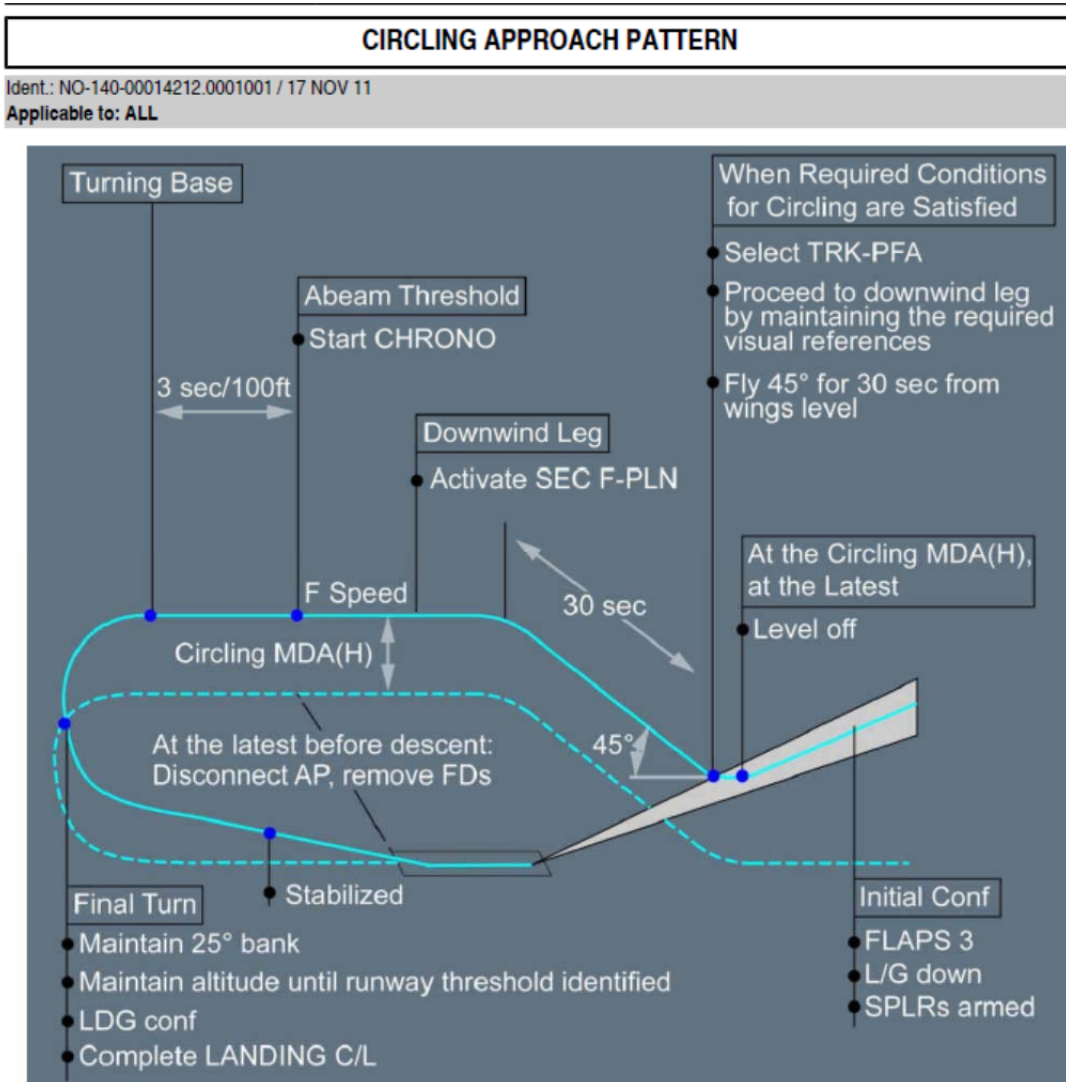 CIRCLING APPROACH PATTERN
Ident.: NO-140-00014212.0001001 / 17 NOV 11
Applicable to: ALL
Turning Base
When Required Conditions
for Circling are Satisfied
Select TRK-PFA
Proceed to downwind leg
by maintaining the required
visual references
Fly 45° for 30 sec from
wings level
Abeam Threshold
Start CHRONO
3 sec/100ft
Downwind Leg
Activate SEC F-PLN
At the Circling MDA(H),
at the Latest
Level off
30 sec
F Speed
Circling MDA(H)
45°
At the latest before descent:
Disconnect AP, remove FDs
Stabilized
Final Turn
Maintain 25° bank
Maintain altitude until runway threshold identified
LDG conf
Complete LANDING C/L
Initial Conf
FLAPS 3
L/G down
SPLRs armed